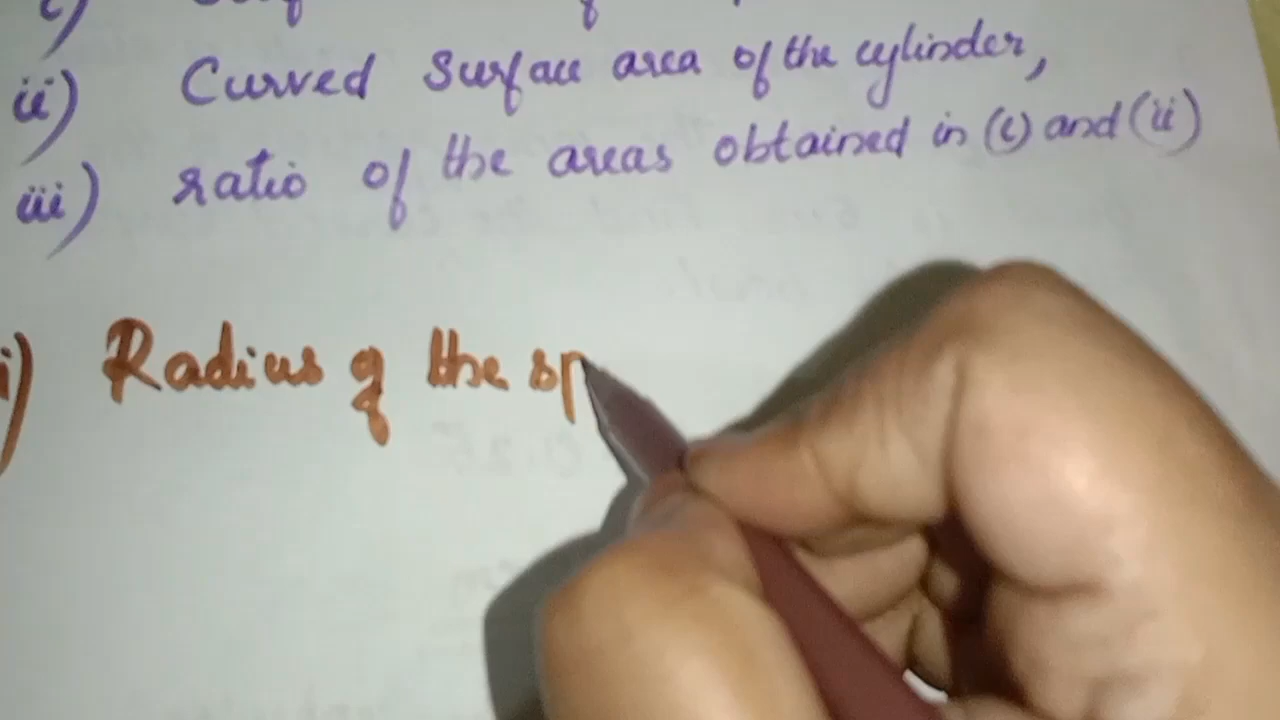 ii) Curved Surface area of the cylinder,
iii) ratio of the areas obtained in (i) and (ii)
i) Radius of the sp